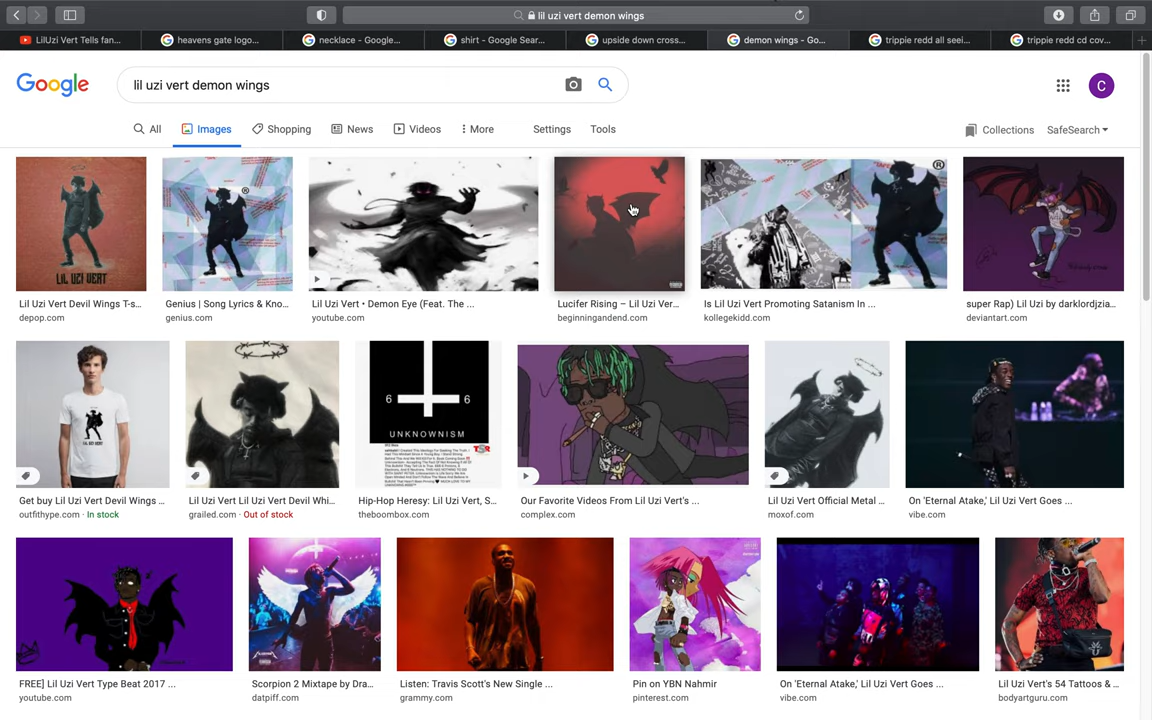 lil uzi vert demon wings
LilUzi Vert Tells fan...
heavens gate logo...
necklace - Google...
shirt - Google Sear...
upside down cross...
demon wings - Go...
trippie redd all seei...
trippie redd cd cov...
Google
lil uzi vert demon wings
C
All
Images
Shopping
News
Videos
More
Settings
Tools
Collections
SafeSearch
LIL UZI VERT
Lil Uzi Vert Devil Wings T-s...
depop.com
Genius | Song Lyrics & Kno...
genius.com
Lil Uzi Vert • Demon Eye (Feat. The ...
youtube.com
Lucifer Rising – Lil Uzi Ver...
beginningandend.com
Is Lil Uzi Vert Promoting Satanism In ...
kollegekidd.com
super Rap) Lil Uzi by darklordjzia...
deviantart.com
6 6
UNKNOWNISM
Get buy Lil Uzi Vert Devil Wings ...
outfithype.com · In stock
Lil Uzi Vert Lil Uzi Vert Devil Whi...
grailed.com · Out of stock
Hip-Hop Heresy: Lil Uzi Vert, S...
theboombox.com
Our Favorite Videos From Lil Uzi Vert's ...
complex.com
Lil Uzi Vert Official Metal ...
moxof.com
On 'Eternal Atake,' Lil Uzi Vert Goes ...
vibe.com
FREE] Lil Uzi Vert Type Beat 2017 ...
youtube.com
Scorpion 2 Mixtape by Dra...
datpiff.com
Listen: Travis Scott's New Single ...
grammy.com
Pin on YBN Nahmir
pinterest.com
On 'Eternal Atake,' Lil Uzi Vert Goes ...
vibe.com
Lil Uzi Vert's 54 Tattoos & ...
bodyartguru.com